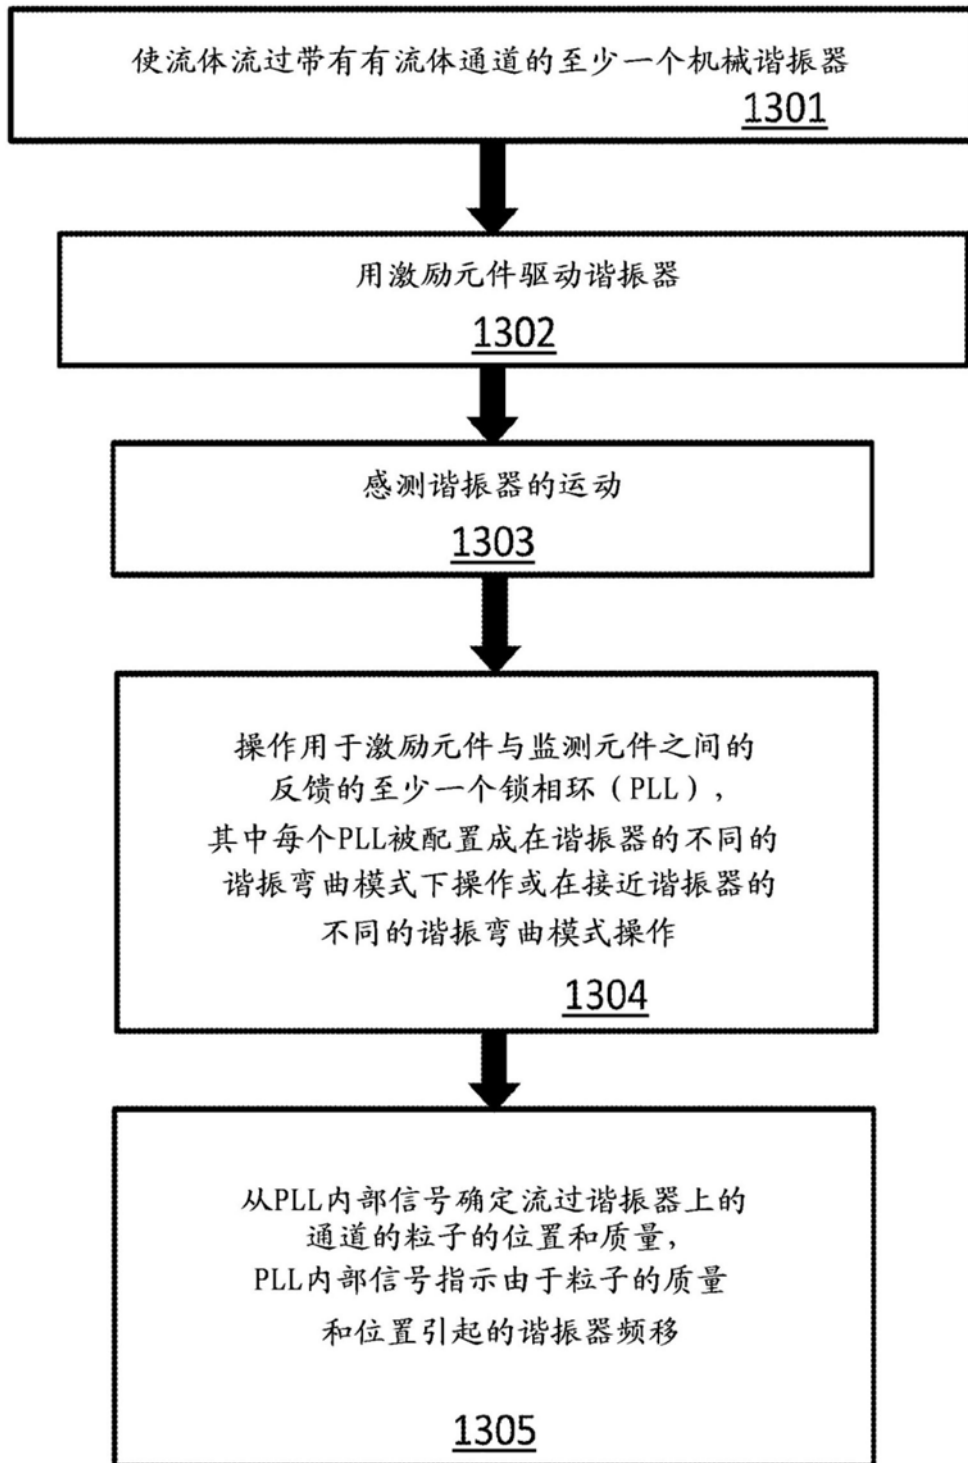 使流体流过带有有流体通道的至少一个机械谐振器
1301
用激励元件驱动谐振器
1302
感测谐振器的运动
1303
操作用于激励元件与监测元件之间的
反馈的至少一个锁相环（PLL），
其中每个PLL被配置成在谐振器的不同的
谐振弯曲模式下操作或在接近谐振器的
不同的谐振弯曲模式操作
1304
从PLL内部信号确定流过谐振器上的
通道的粒子的位置和质量，
PLL内部信号指示由于粒子的质量
和位置引起的谐振器频移
1305